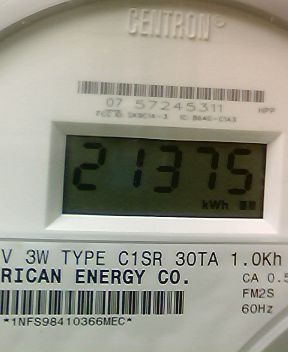 CENTRON
07 57245311
HPP
21375
kWh
V 3W TYPE C1SR 30TA 1.0Kh
RICAN ENERGY CO.
CA 0.5
FM2S
60Hz
*1NFS98410366MEC*